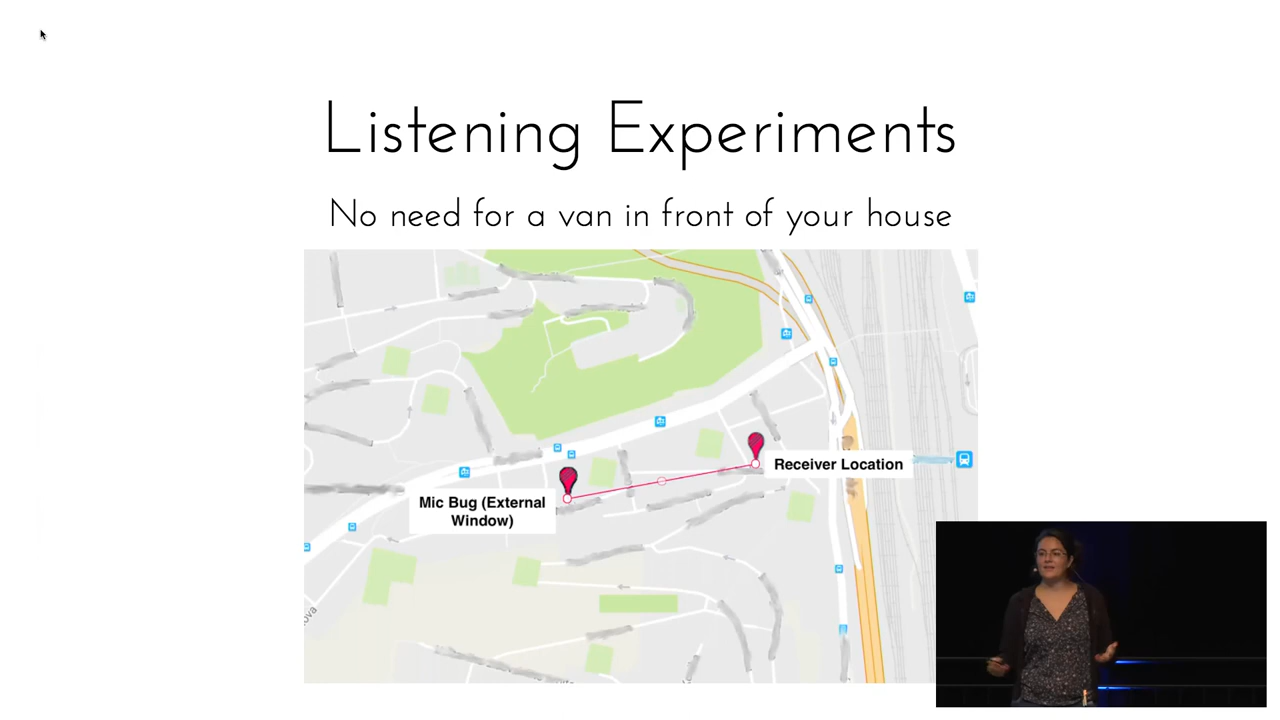 Listening Experiments
No need for a van in front of your house
Receiver Location
Mic Bug (External
Window)